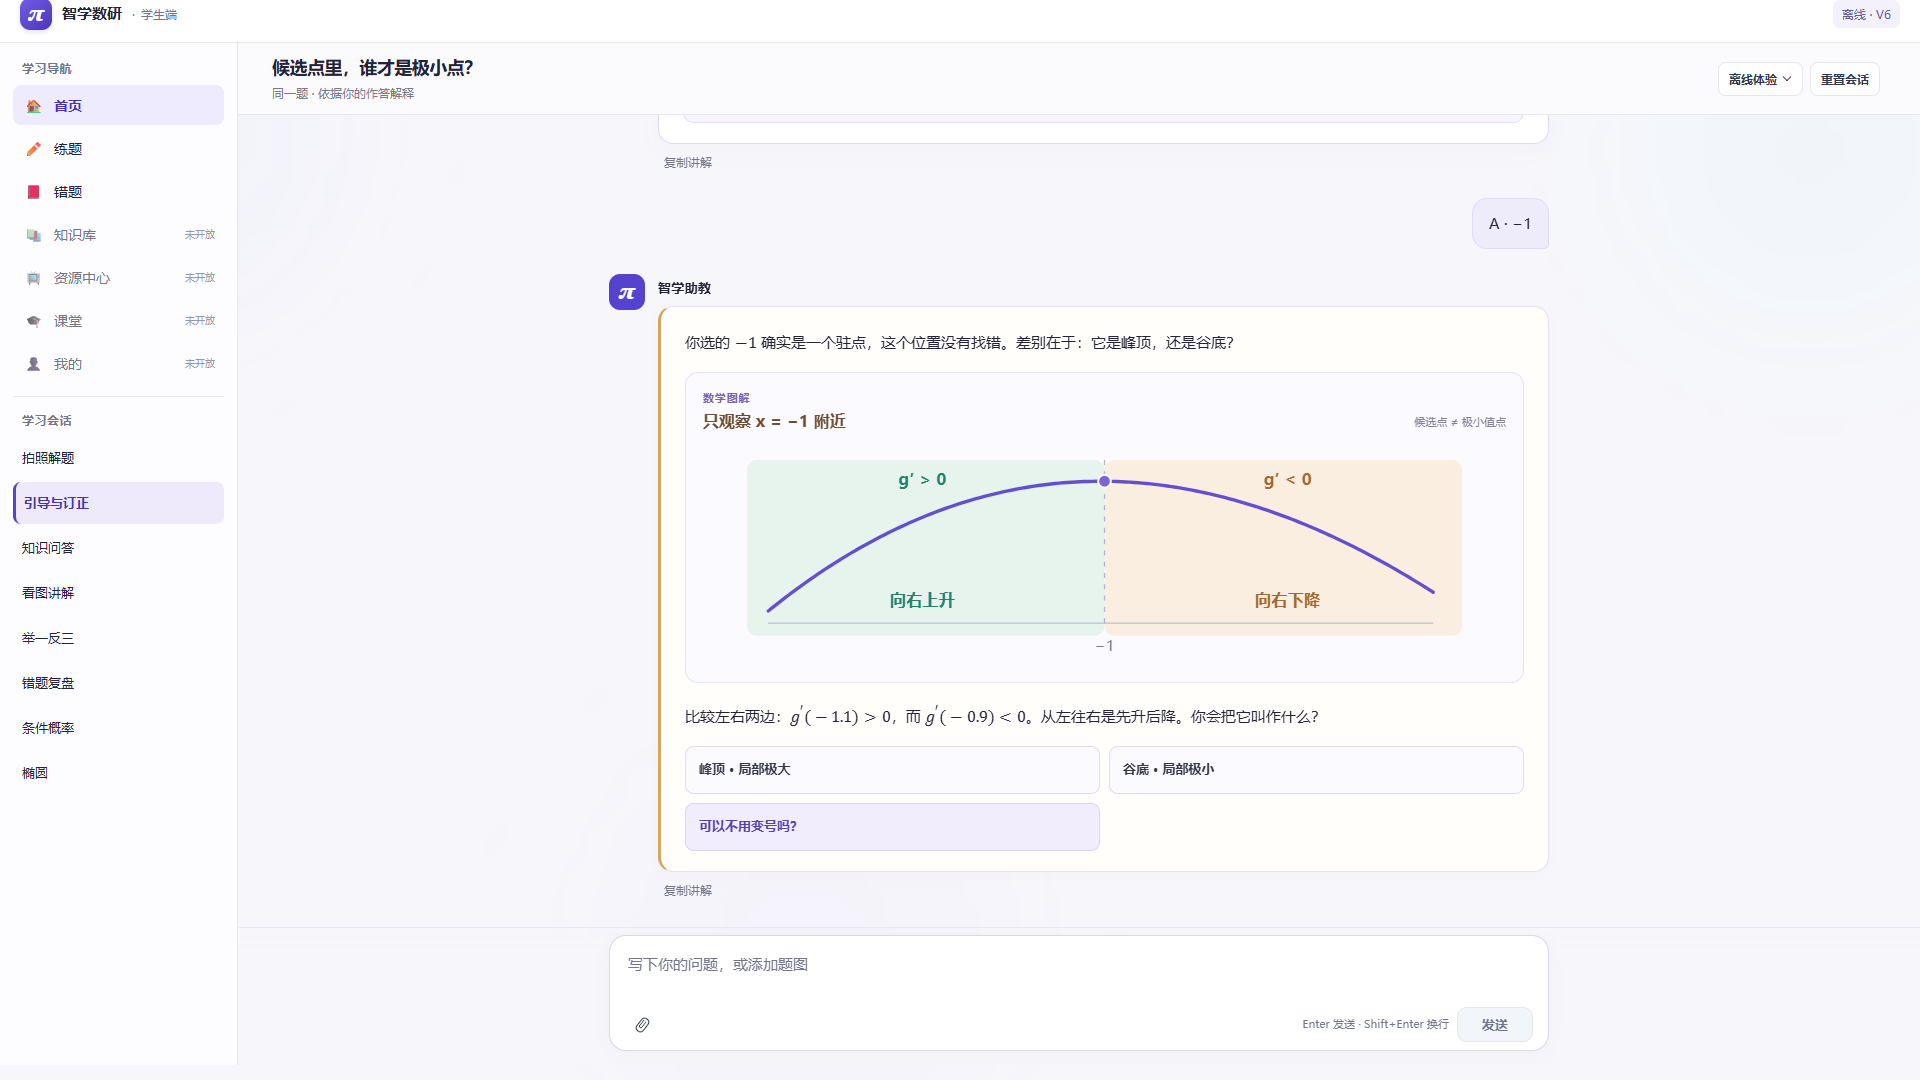 π 智学数研 · 学生端
离线 · V6
学习导航
首页
练题
错题
知识库 未开放
资源中心 未开放
课堂 未开放
我的 未开放
学习会话
拍照解题
引导与订正
知识问答
看图讲解
举一反三
错题复盘
条件概率
椭圆
候选点里，谁才是极小点？
同一题 · 依据你的作答解释
离线体验
重置会话
复制讲解
A · −1
π 智学助教
你选的 −1 确实是一个驻点，这个位置没有找错。差别在于：它是峰顶，还是谷底？
数学图解
只观察 x = −1 附近
候选点 ≠ 极小值点
g′ > 0
g′ < 0
向右上升
向右下降
−1
比较左右两边：g′(−1.1) > 0，而 g′(−0.9) < 0。从左往右是先升后降。你会把它叫作什么？
峰顶 • 局部极大
谷底 • 局部极小
可以不用变号吗？
复制讲解
写下你的问题，或添加题图
Enter 发送 · Shift+Enter 换行
发送